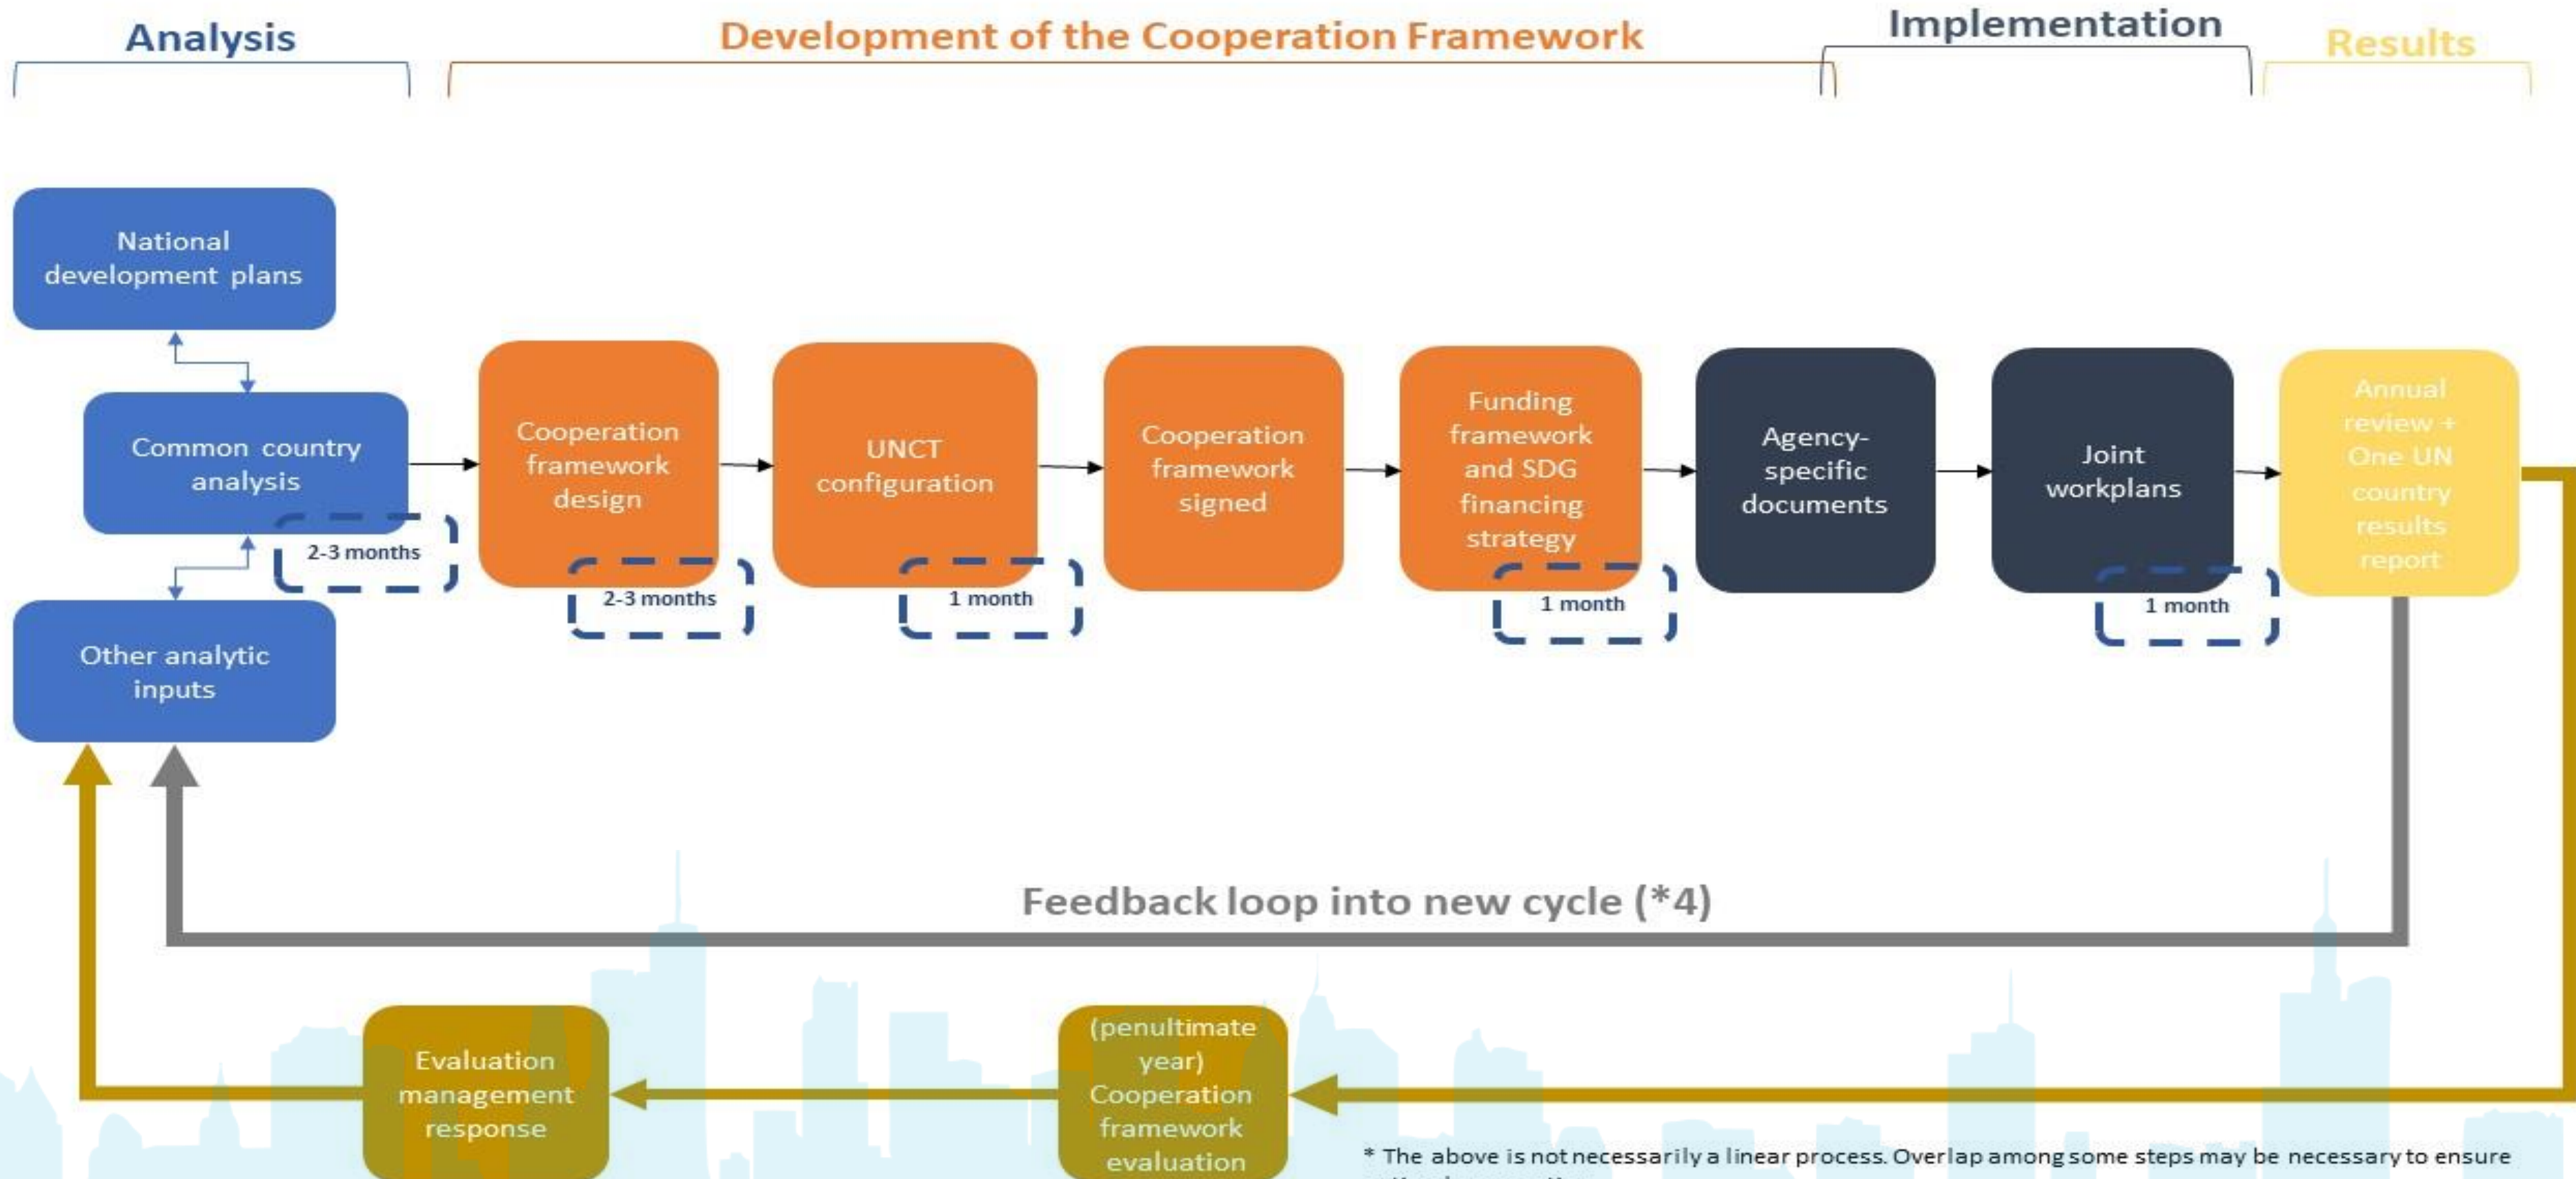 Analysis
Development of the Cooperation Framework
Implementation
Results
National
development plans
Common country
analysis
2-3 months
Other analytic
inputs
Cooperation
framework
design
2-3 months
UNCT
configuration
1 month
Cooperation
framework
signed
Funding
framework
and SDG
financing
strategy
1 month
Agency-
specific
documents
Joint
workplans
1 month
Annual
review +
One UN
country
results
report
Feedback loop into new cycle (*4)
Evaluation
management
response
(penultimate
year)
Cooperation
framework
evaluation
* The above is not necessarily a linear process. Overlap among some steps may be necessary to ensure